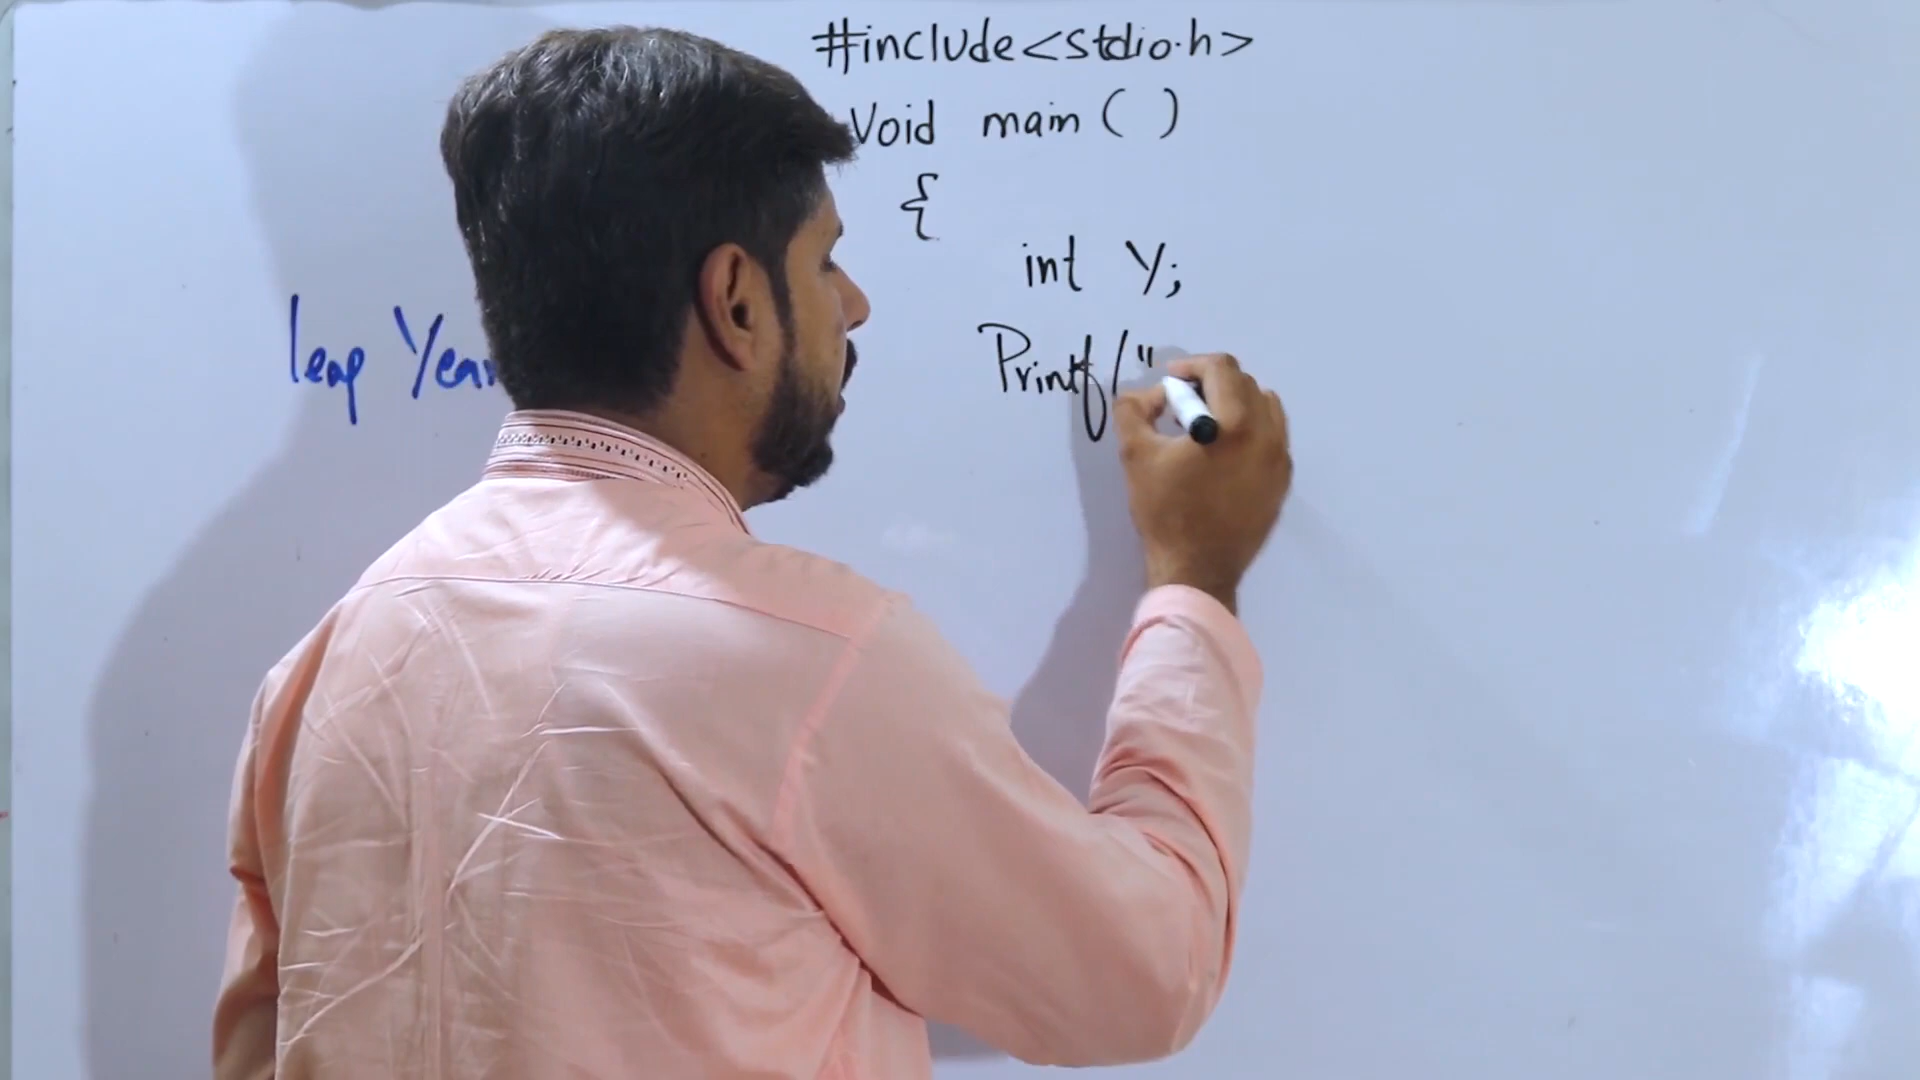 #include<stdio.h>
Void main ( )
{
int Y;
leap Year
Printf("